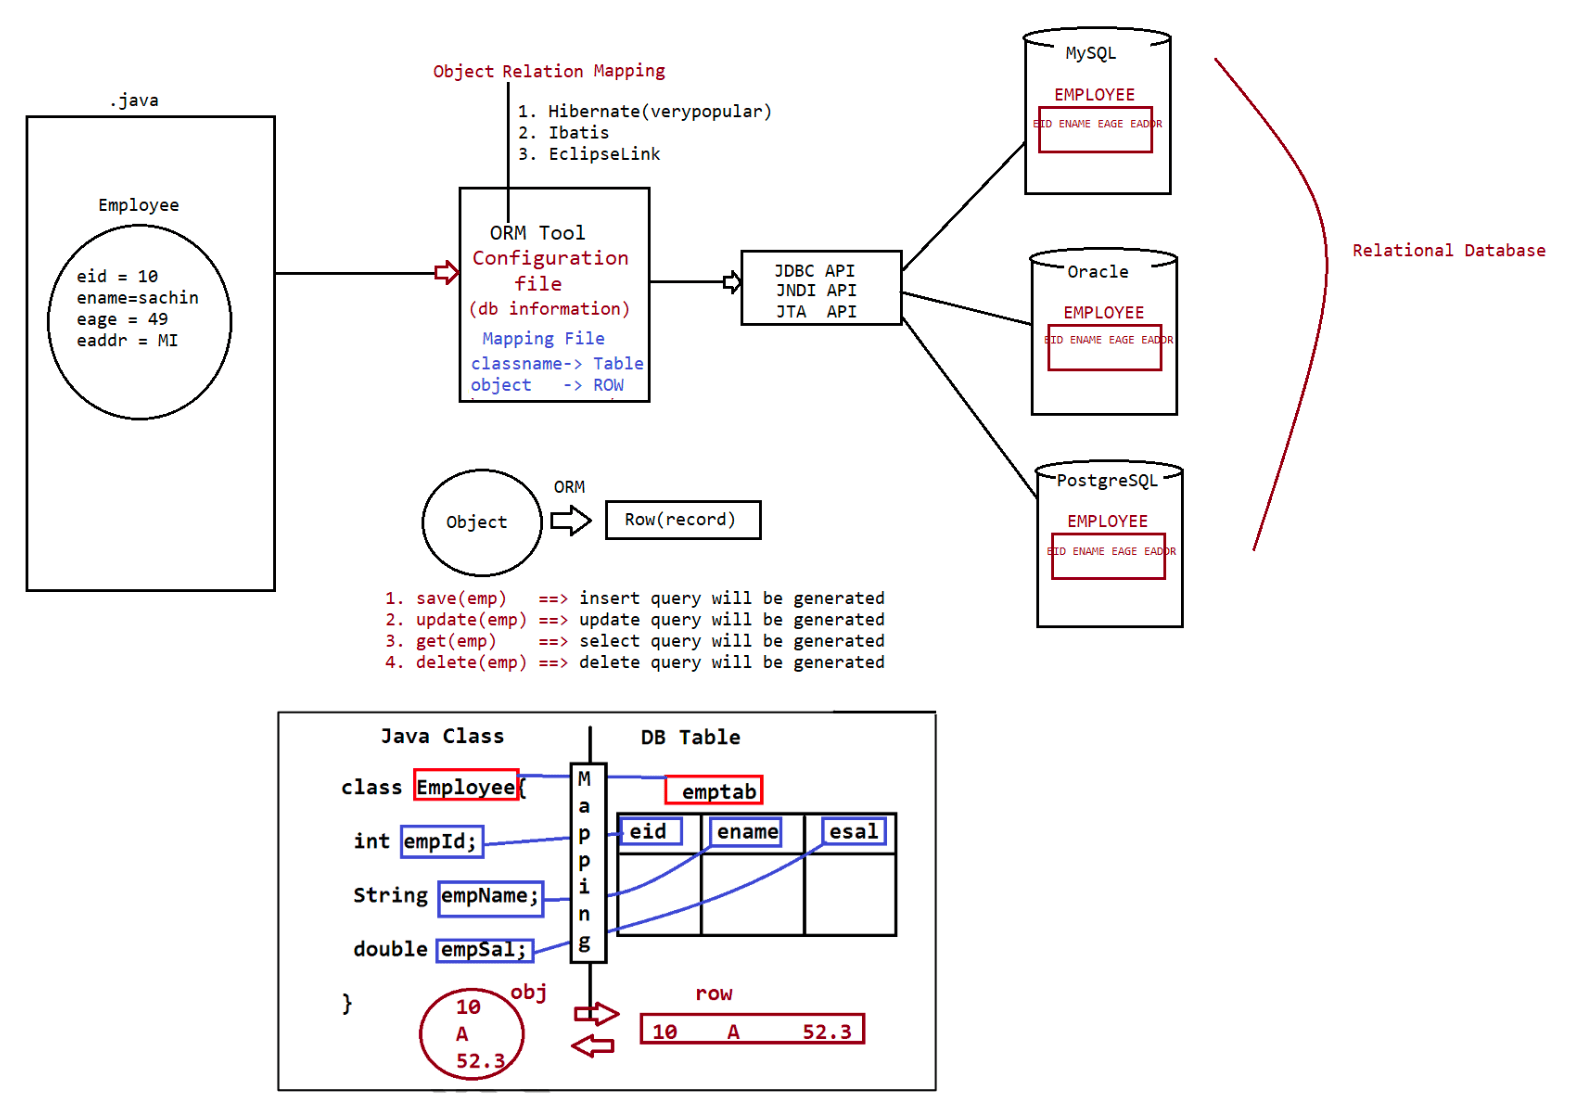 .java
Employee
eid = 10
ename=sachin
eage = 49
eaddr = MI
Object Relation Mapping
1. Hibernate(verypopular)
2. Ibatis
3. EclipseLink
ORM Tool
Configuration
file
(db information)
Mapping File
classname-> Table
object -> ROW
JDBC API
JNDI API
JTA API
MySQL
EMPLOYEE
EID ENAME EAGE EADDR
Oracle
EMPLOYEE
EID ENAME EAGE EADDR
PostgreSQL
EMPLOYEE
EID ENAME EAGE EADDR
Relational Database
Object
ORM
Row(record)
1. save(emp) ==> insert query will be generated
2. update(emp) ==> update query will be generated
3. get(emp) ==> select query will be generated
4. delete(emp) ==> delete query will be generated
Java Class
DB Table
Mapping
class Employee{
emptab
int empId;
eid ename esal
String empName;
double empSal;
}
obj
10
A
52.3
row
10 A 52.3